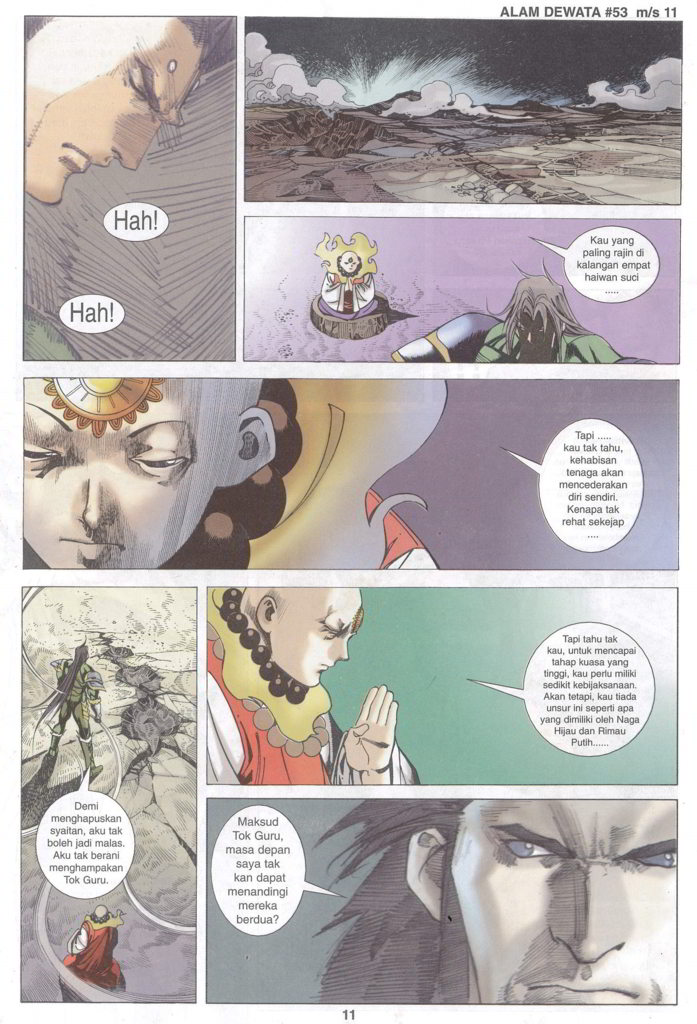 ALAM DEWATA #53 m/s 11
Hah!
Hah!
Kau yang
paling rajin di
kalangan empat
haiwan suci
.....
Tapi .....
kau tak tahu,
kehabisan
tenaga akan
mencederakan
diri sendiri.
Kenapa tak
rehat sekejap
....
Demi
menghapuskan
syaitan, aku tak
boleh jadi malas.
Aku tak berani
menghampakan
Tok Guru.
Tapi tahu tak
kau, untuk mencapai
tahap kuasa yang
tinggi, kau perlu miliki
sedikit kebijaksanaan.
Akan tetapi, kau tiada
unsur ini seperti apa
yang dimiliki oleh Naga
Hijau dan Rimau
Putih......
Maksud
Tok Guru,
masa depan
saya tak
kan dapat
menandingi
mereka
berdua?
11